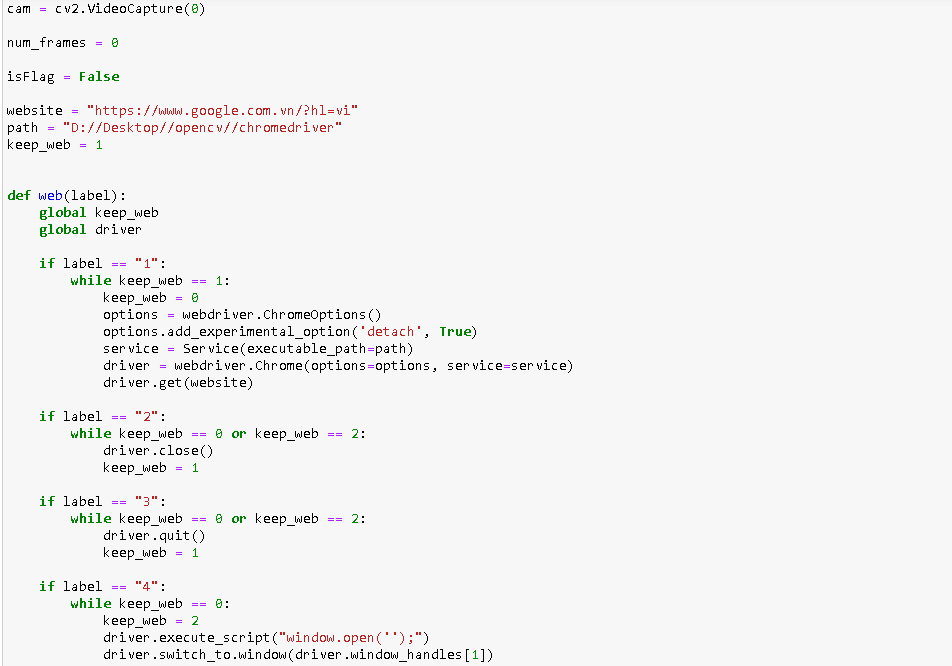 cam = cv2.VideoCapture(0)
num_frames = 0
isFlag = False
website = "https://www.google.com.vn/?hl=vi"
path = "D://Desktop//opencv//chromedriver"
keep_web = 1
def web(label):
    global keep_web
    global driver
    if label == "1":
        while keep_web == 1:
            keep_web = 0
            options = webdriver.ChromeOptions()
            options.add_experimental_option('detach', True)
            service = Service(executable_path=path)
            driver = webdriver.Chrome(options=options, service=service)
            driver.get(website)
    if label == "2":
        while keep_web == 0 or keep_web == 2:
            driver.close()
            keep_web = 1
    if label == "3":
        while keep_web == 0 or keep_web == 2:
            driver.quit()
            keep_web = 1
    if label == "4":
        while keep_web == 0:
            keep_web = 2
            driver.execute_script("window.open('');")
            driver.switch_to.window(driver.window_handles[1])